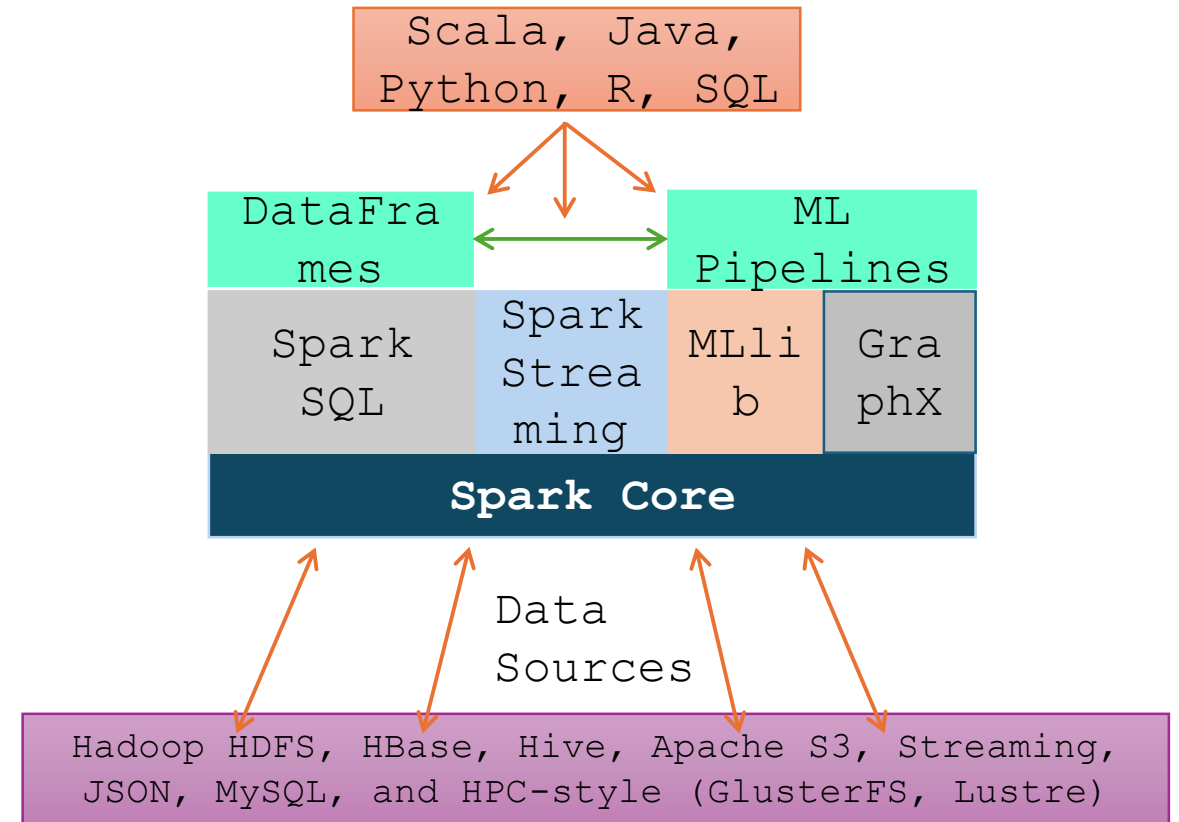 Scala, Java,
Python, R, SQL
DataFra
mes
ML
Pipelines
Spark
SQL
Spark
Strea
ming
MLli
b
Gra
phX
Spark Core
Data
Sources
Hadoop HDFS, HBase, Hive, Apache S3, Streaming,
JSON, MySQL, and HPC-style (GlusterFS, Lustre)